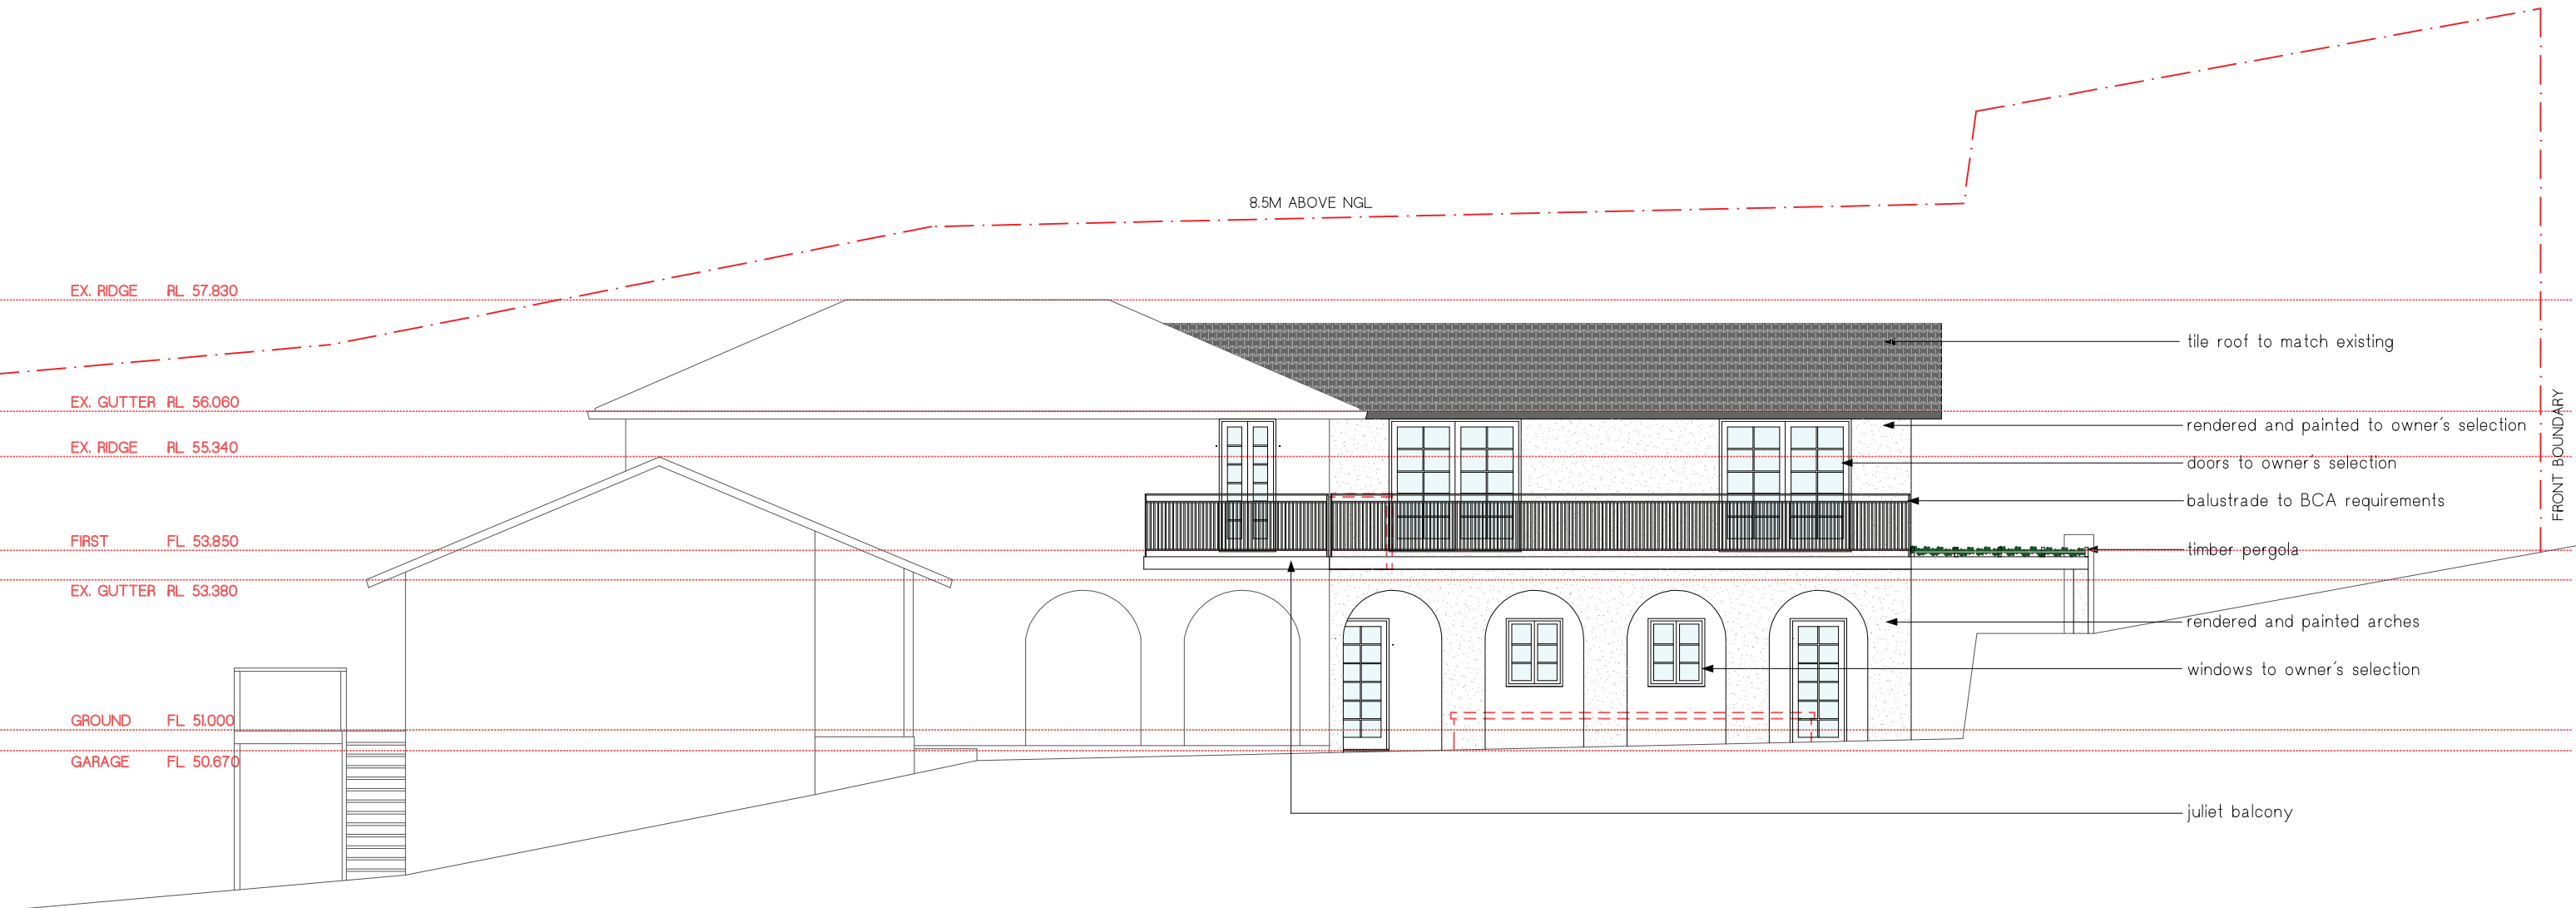 8.5M ABOVE NGL
EX. RIDGE RL 57.830
tile roof to match existing
EX. GUTTER RL 56.060
rendered and painted to owner's selection
EX. RIDGE RL 55.340
doors to owner's selection
FRONT BOUNDARY
balustrade to BCA requirements
FIRST FL 53.850
timber pergola
EX. GUTTER RL 53.380
rendered and painted arches
windows to owner's selection
GROUND FL 51.000
GARAGE FL 50.670
juliet balcony